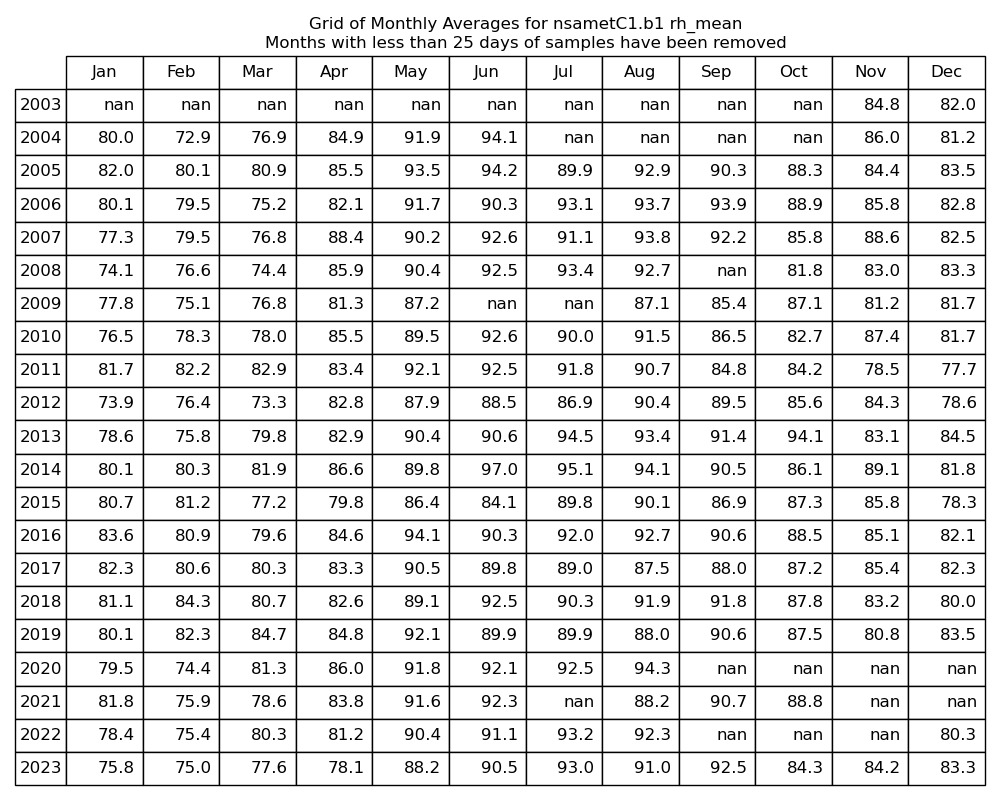 Grid of Monthly Averages for nsametC1.b1 rh_mean
Months with less than 25 days of samples have been removed
Jan Feb Mar Apr May Jun Jul Aug Sep Oct Nov Dec
2003 nan nan nan nan nan nan nan nan nan nan 84.8 82.0
2004 80.0 72.9 76.9 84.9 91.9 94.1 nan nan nan nan 86.0 81.2
2005 82.0 80.1 80.9 85.5 93.5 94.2 89.9 92.9 90.3 88.3 84.4 83.5
2006 80.1 79.5 75.2 82.1 91.7 90.3 93.1 93.7 93.9 88.9 85.8 82.8
2007 77.3 79.5 76.8 88.4 90.2 92.6 91.1 93.8 92.2 85.8 88.6 82.5
2008 74.1 76.6 74.4 85.9 90.4 92.5 93.4 92.7 nan 81.8 83.0 83.3
2009 77.8 75.1 76.8 81.3 87.2 nan nan 87.1 85.4 87.1 81.2 81.7
2010 76.5 78.3 78.0 85.5 89.5 92.6 90.0 91.5 86.5 82.7 87.4 81.7
2011 81.7 82.2 82.9 83.4 92.1 92.5 91.8 90.7 84.8 84.2 78.5 77.7
2012 73.9 76.4 73.3 82.8 87.9 88.5 86.9 90.4 89.5 85.6 84.3 78.6
2013 78.6 75.8 79.8 82.9 90.4 90.6 94.5 93.4 91.4 94.1 83.1 84.5
2014 80.1 80.3 81.9 86.6 89.8 97.0 95.1 94.1 90.5 86.1 89.1 81.8
2015 80.7 81.2 77.2 79.8 86.4 84.1 89.8 90.1 86.9 87.3 85.8 78.3
2016 83.6 80.9 79.6 84.6 94.1 90.3 92.0 92.7 90.6 88.5 85.1 82.1
2017 82.3 80.6 80.3 83.3 90.5 89.8 89.0 87.5 88.0 87.2 85.4 82.3
2018 81.1 84.3 80.7 82.6 89.1 92.5 90.3 91.9 91.8 87.8 83.2 80.0
2019 80.1 82.3 84.7 84.8 92.1 89.9 89.9 88.0 90.6 87.5 80.8 83.5
2020 79.5 74.4 81.3 86.0 91.8 92.1 92.5 94.3 nan nan nan nan
2021 81.8 75.9 78.6 83.8 91.6 92.3 nan 88.2 90.7 88.8 nan nan
2022 78.4 75.4 80.3 81.2 90.4 91.1 93.2 92.3 nan nan nan 80.3
2023 75.8 75.0 77.6 78.1 88.2 90.5 93.0 91.0 92.5 84.3 84.2 83.3